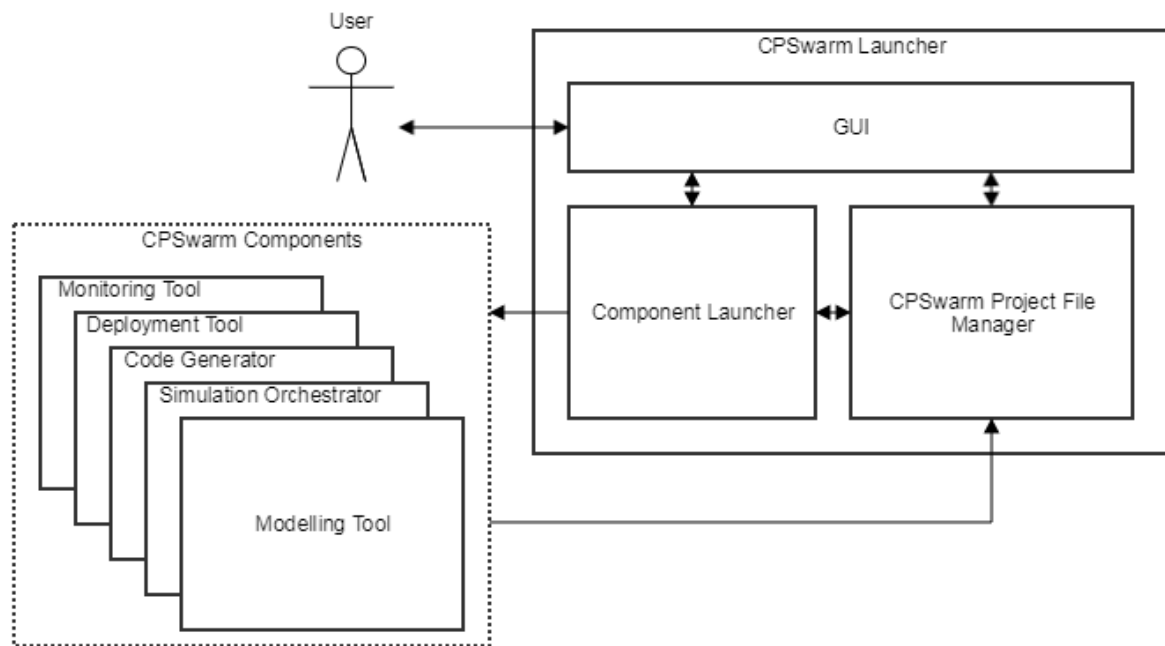 User
CPSwarm Launcher
GUI
CPSwarm Components
Monitoring Tool
Deployment Tool
Code Generator
Simulation Orchestrator
Modelling Tool
Component Launcher
CPSwarm Project File
Manager